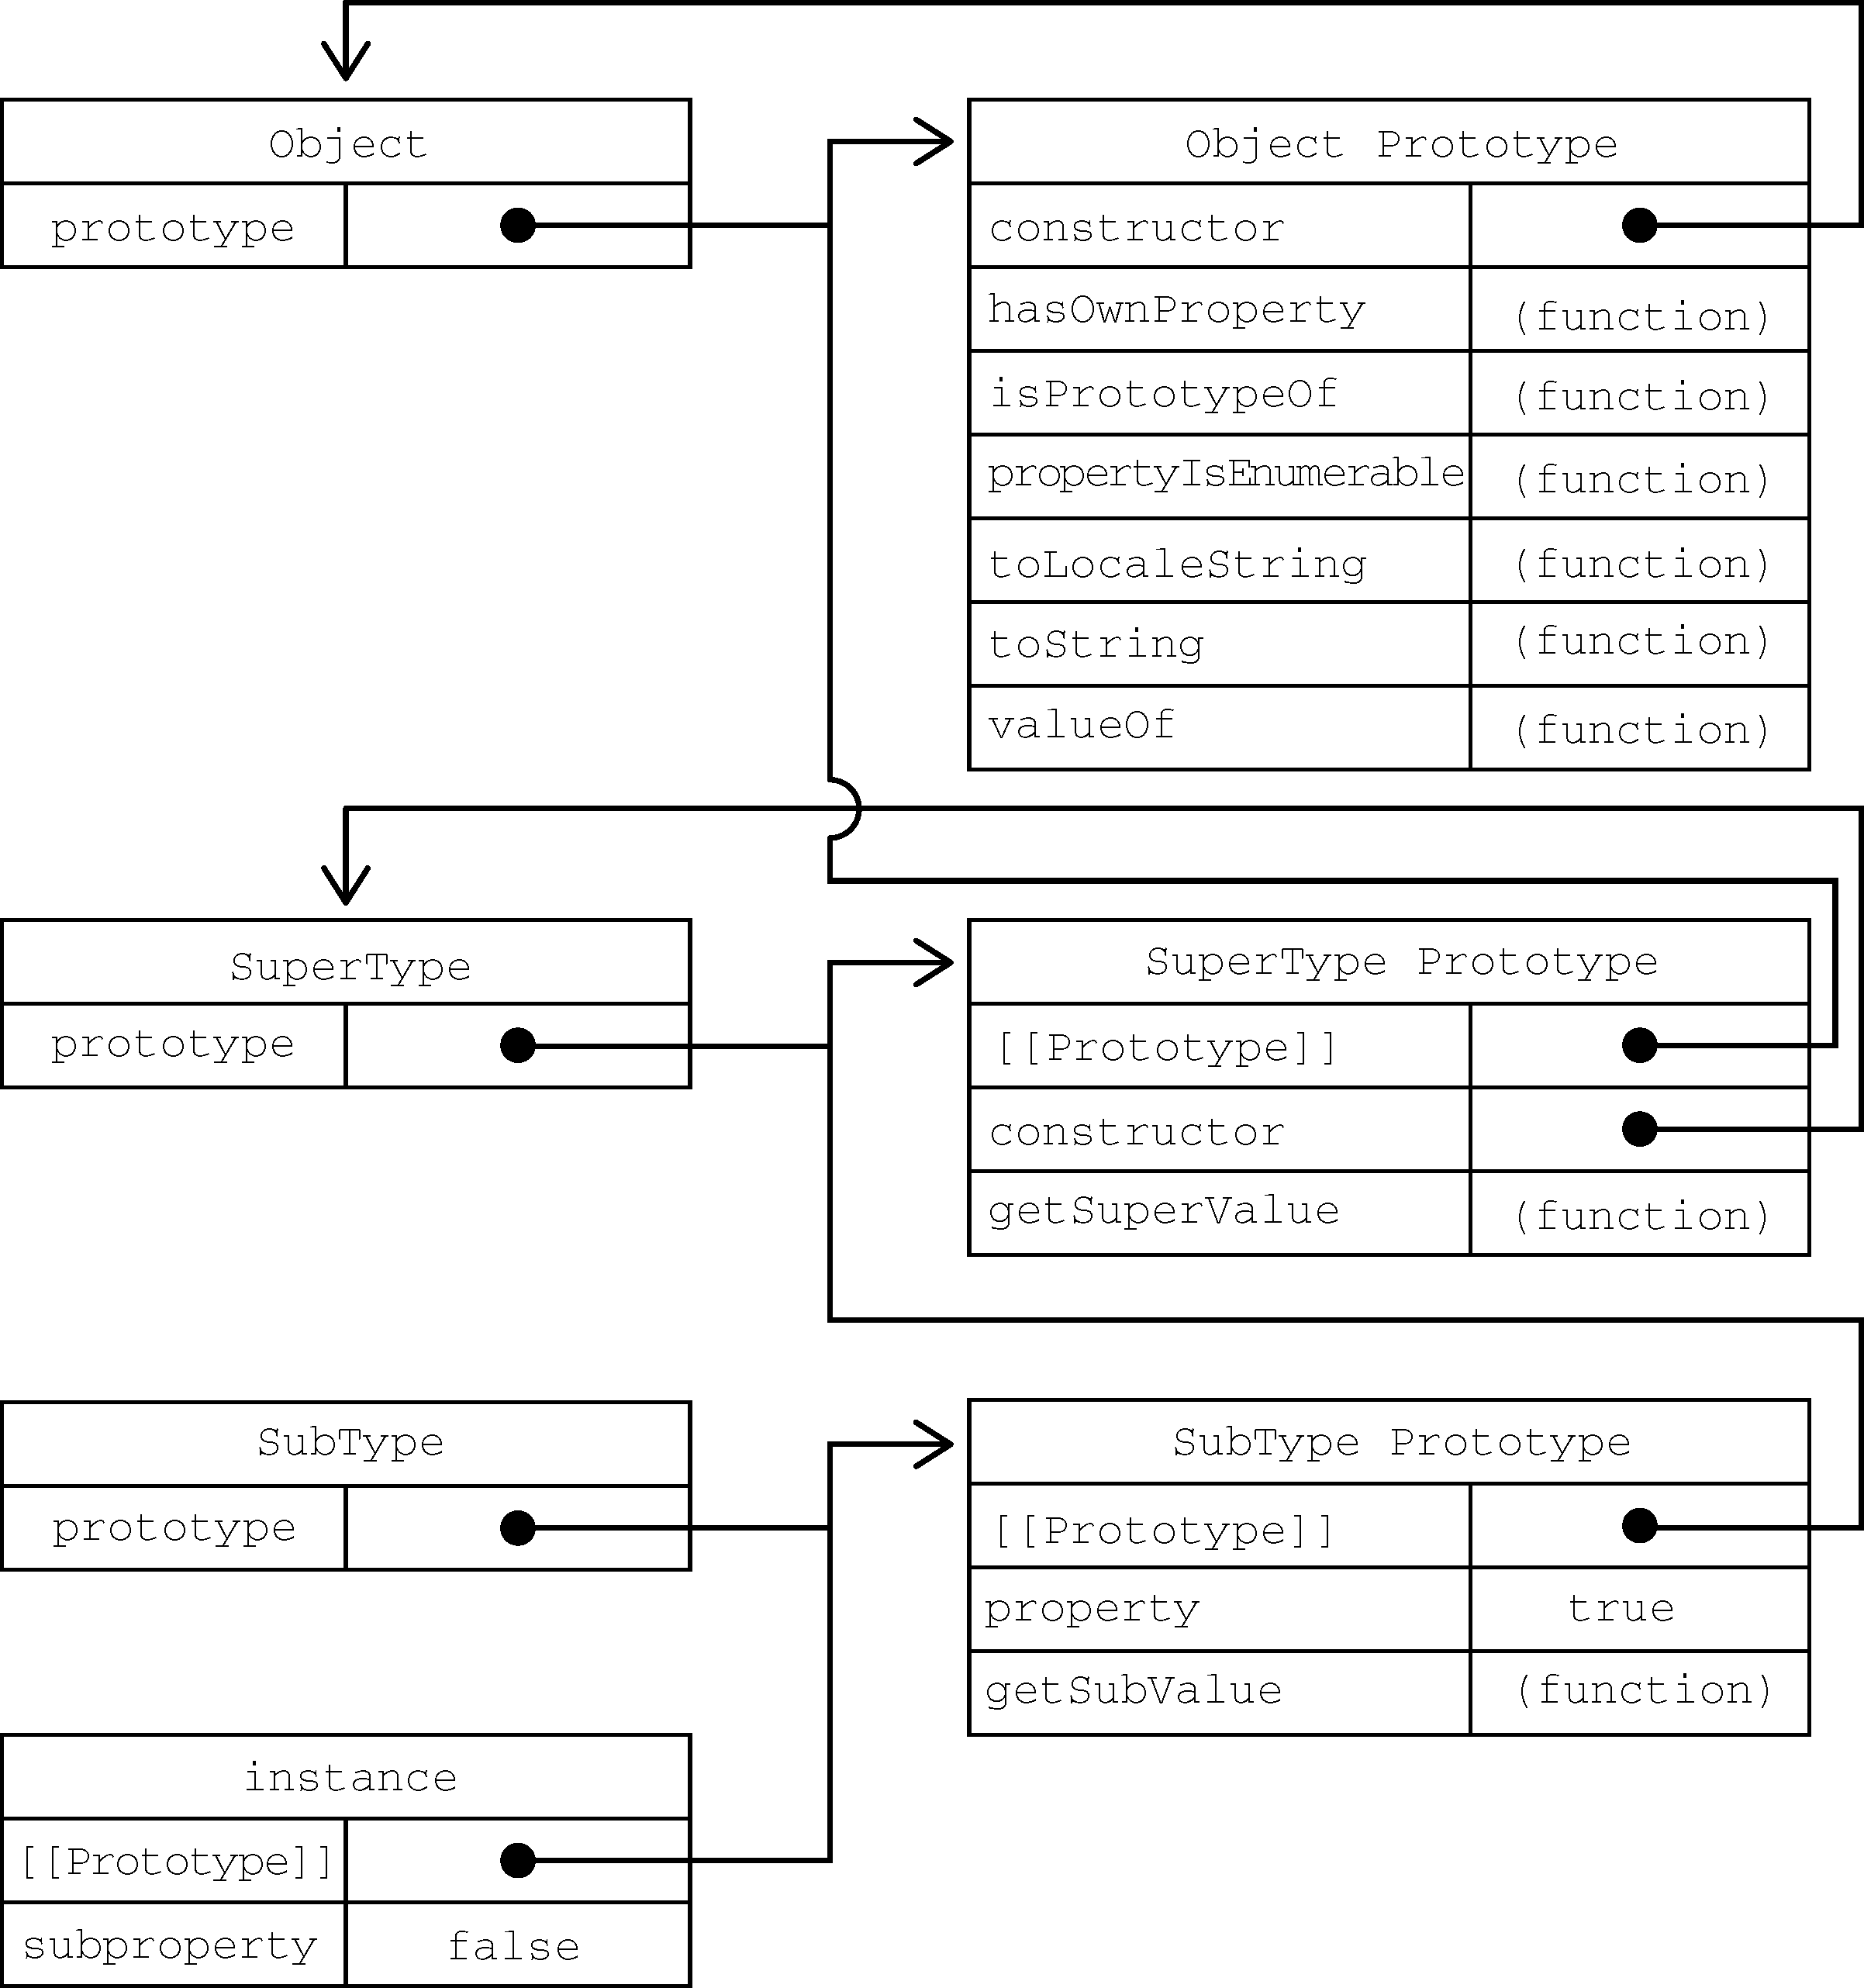 Object
prototype
Object Prototype
constructor
hasOwnProperty (function)
isPrototypeOf (function)
propertyIsEnumerable (function)
toLocaleString (function)
toString (function)
valueOf (function)
SuperType
prototype
SuperType Prototype
[[Prototype]]
constructor
getSuperValue (function)
SubType
prototype
SubType Prototype
[[Prototype]]
property true
getSubValue (function)
instance
[[Prototype]]
subproperty false